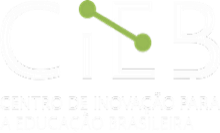 CIEB
CENTRO DE INOVAÇÃO PARA
A EDUCAÇÃO BRASILEIRA